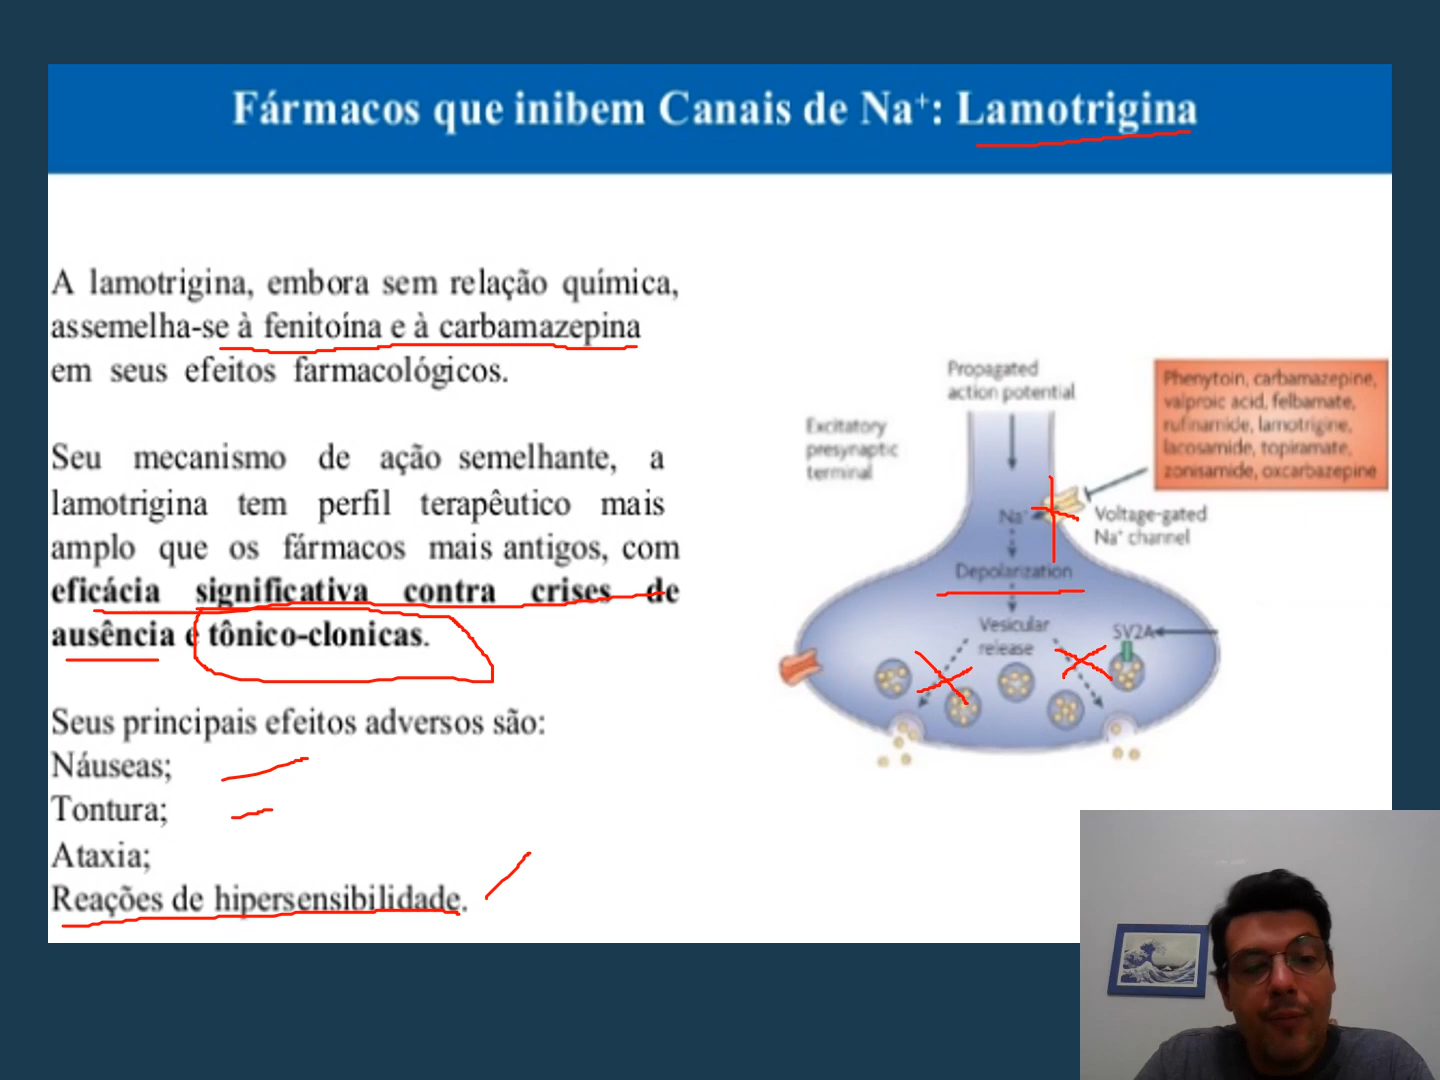 Fármacos que inibem Canais de Na⁺: Lamotrigina
A lamotrigina, embora sem relação química,
assemelha-se à fenitoína e à carbamazepina
em seus efeitos farmacológicos.
Seu mecanismo de ação semelhante, a
lamotrigina tem perfil terapêutico mais
amplo que os fármacos mais antigos, com
eficácia significativa contra crises de
ausência e tônico-clonicas.
Seus principais efeitos adversos são:
Náuseas;
Tontura;
Ataxia;
Reações de hipersensibilidade.
Propagated
action potential
Excitatory
presynaptic
terminal
Phenytoin, carbamazepine,
valproic acid, felbamate,
rufinamide, lamotrigine,
lacosamide, topiramate,
zonisamide, oxcarbazepine
Na⁺
Voltage-gated
Na⁺ channel
Depolarization
Vesicular
release
SV2A